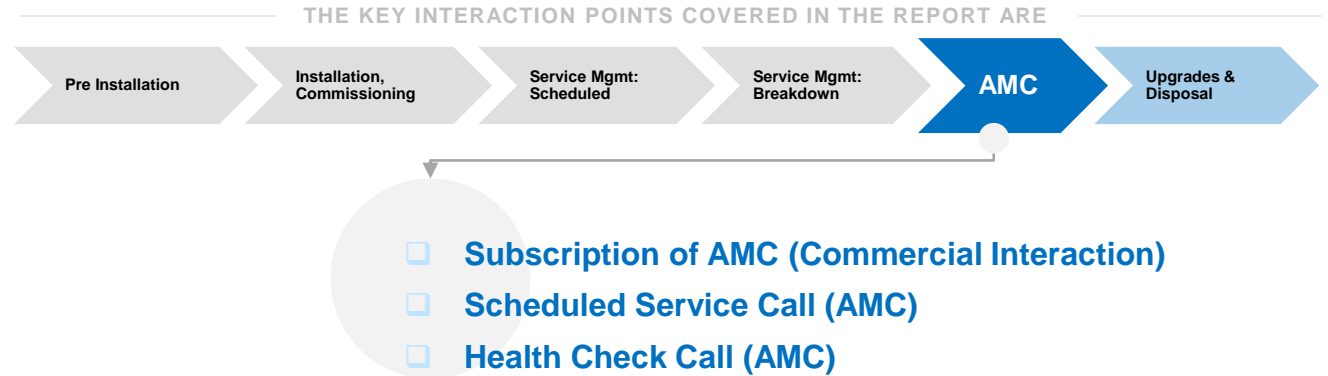 THE KEY INTERACTION POINTS COVERED IN THE REPORT ARE
Pre Installation
Installation,
Commissioning
Service Mgmt:
Scheduled
Service Mgmt:
Breakdown
AMC
Upgrades &
Disposal
Subscription of AMC (Commercial Interaction)
Scheduled Service Call (AMC)
Health Check Call (AMC)